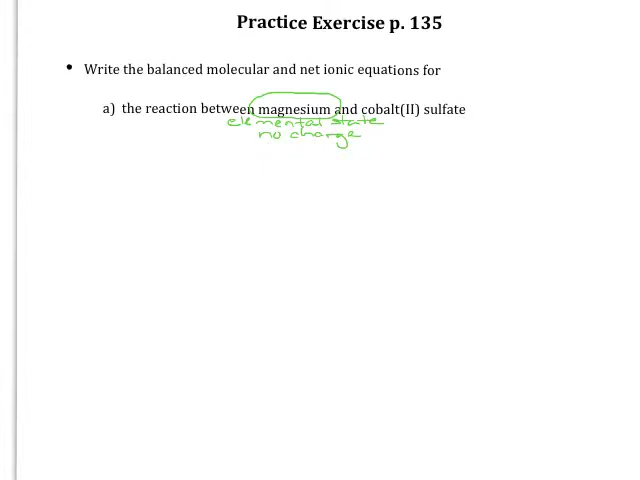 Practice Exercise p. 135
• Write the balanced molecular and net ionic equations for
a) the reaction between magnesium and cobalt(II) sulfate
elemental state
no charge